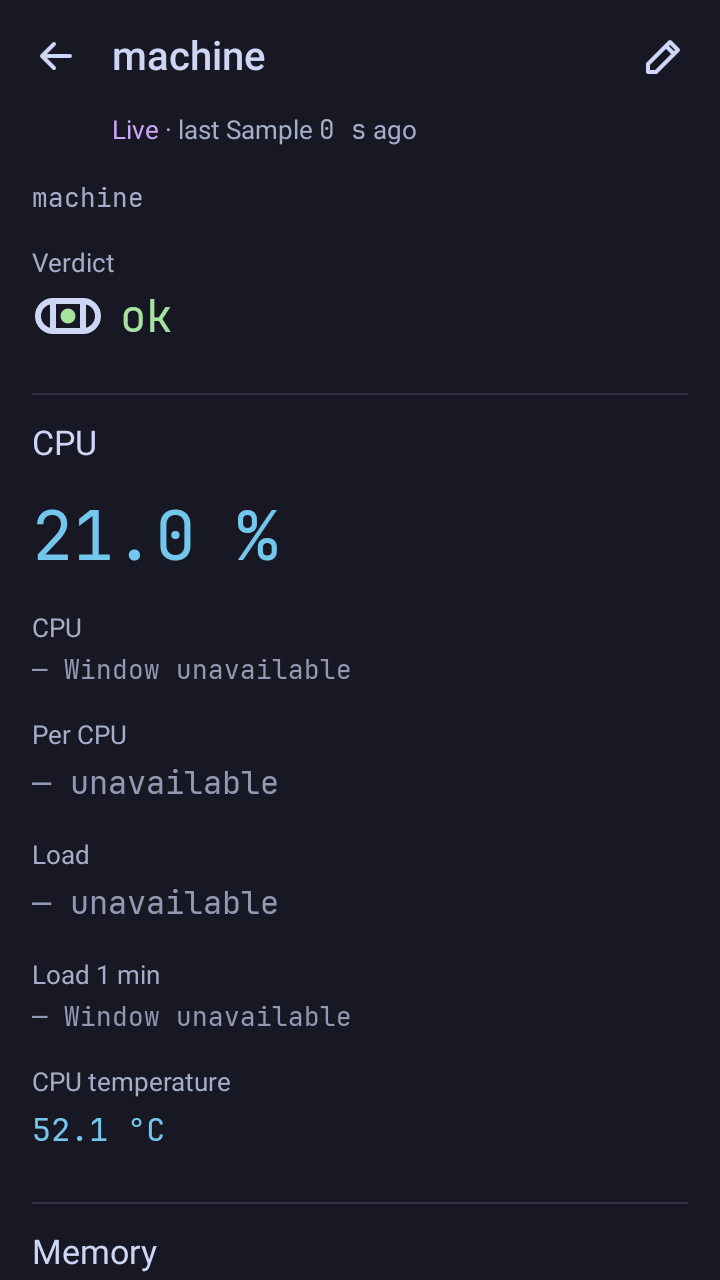 machine
Live · last Sample 0 s ago
machine
Verdict
ok
CPU
21.0 %
CPU
— Window unavailable
Per CPU
— unavailable
Load
— unavailable
Load 1 min
— Window unavailable
CPU temperature
52.1 °C
Memory